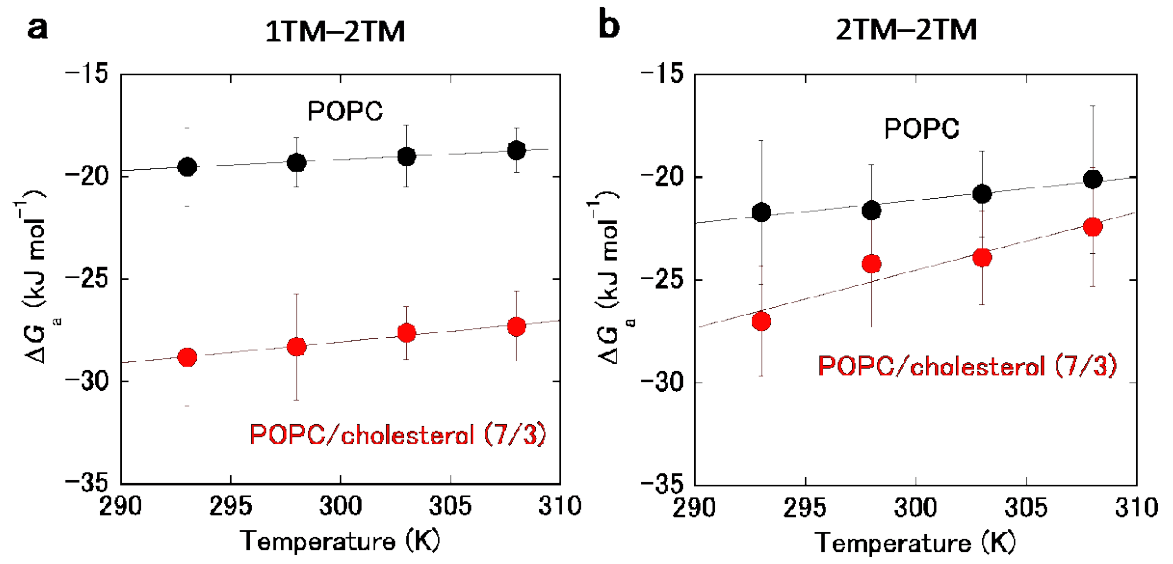 a
1TM–2TM
−15
−20
−25
−30
−35
ΔG a (kJ mol−1)
POPC
POPC/cholesterol (7/3)
290 295 300 305 310
Temperature (K)
b
2TM–2TM
−15
−20
−25
−30
−35
ΔG a (kJ mol−1)
POPC
POPC/cholesterol (7/3)
290 295 300 305 310
Temperature (K)